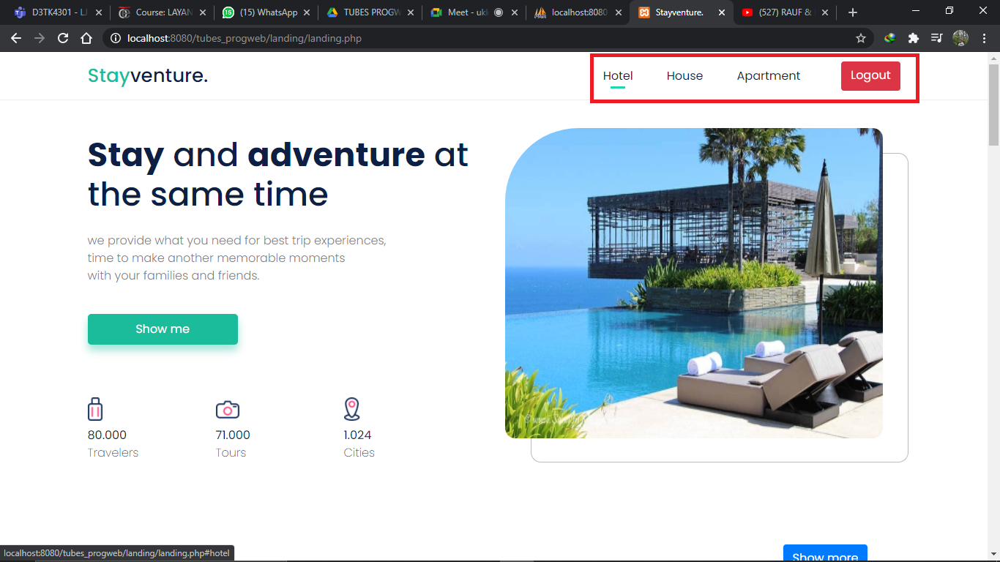 D3TK4301 - LJ
Course: LAYAN
(15) WhatsApp
TUBES PROGW
Meet - uk
localhost:8080
Stayventure.
(527) RAUF &
localhost:8080/tubes_progweb/landing/landing.php
Stayventure.
Hotel
House
Apartment
Logout
Stay and adventure at
the same time
we provide what you need for best trip experiences,
time to make another memorable moments
with your families and friends.
Show me
80.000
71.000
1.024
Travelers
Tours
Cities
localhost:8080/tubes_progweb/landing/landing.php#hotel
Show more